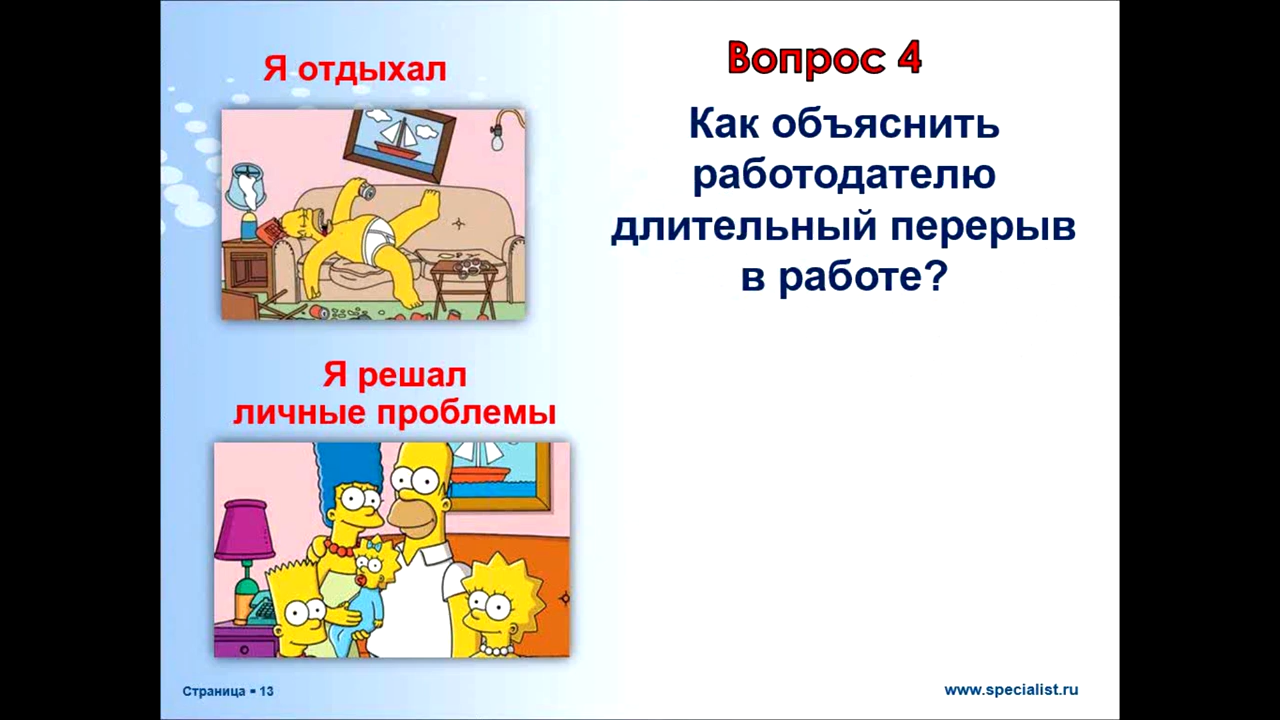 Я отдыхал
Вопрос 4
Как объяснить
работодателю
длительный перерыв
в работе?
Я решал
личные проблемы
Страница ▪ 13
www.specialist.ru